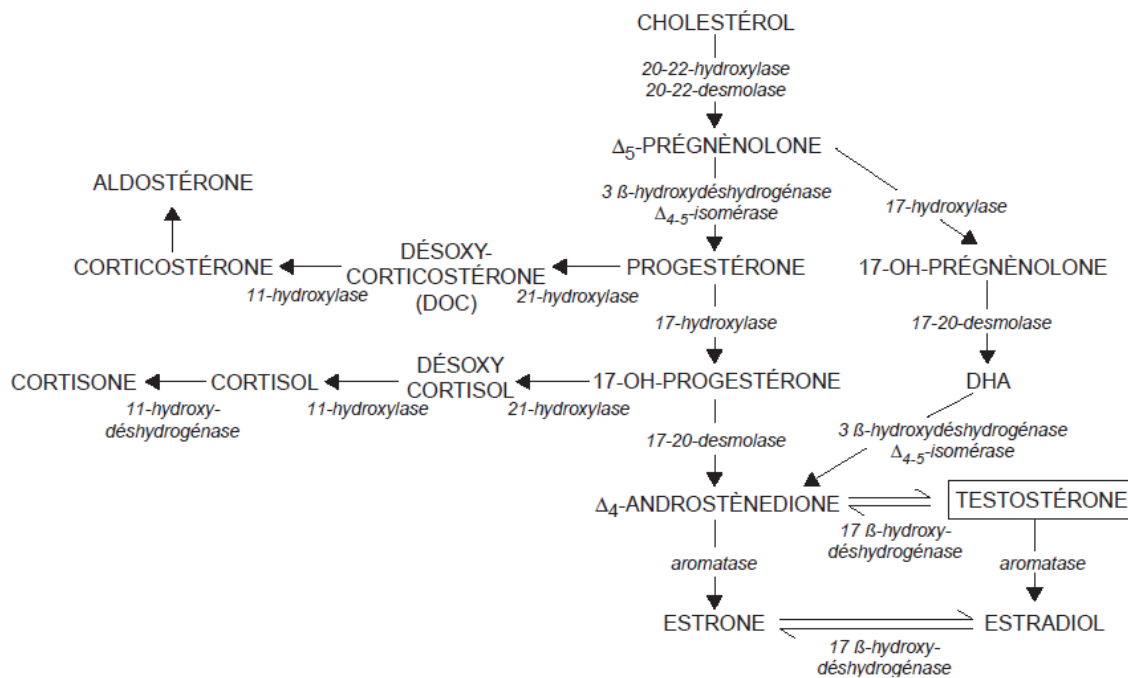 CHOLESTÉROL
20-22-hydroxylase
20-22-desmolase
Δ5-PRÉGNÈNOLONE
ALDOSTÉRONE
3 ß-hydroxydéshydrogénase
Δ4-5-isomérase
17-hydroxylase
CORTICOSTÉRONE
11-hydroxylase
DÉSOXY-
CORTICOSTÉRONE
(DOC)
21-hydroxylase
PROGESTÉRONE
17-OH-PRÉGNÈNOLONE
17-hydroxylase
17-20-desmolase
CORTISONE
11-hydroxy-
déshydrogénase
CORTISOL
11-hydroxylase
DÉSOXY
CORTISOL
21-hydroxylase
17-OH-PROGESTÉRONE
DHA
17-20-desmolase
3 ß-hydroxydéshydrogénase
Δ4-5-isomérase
Δ4-ANDROSTÈNEDIONE
17 ß-hydroxy-
déshydrogénase
TESTOSTÉRONE
aromatase
aromatase
ESTRONE
17 ß-hydroxy-
déshydrogénase
ESTRADIOL